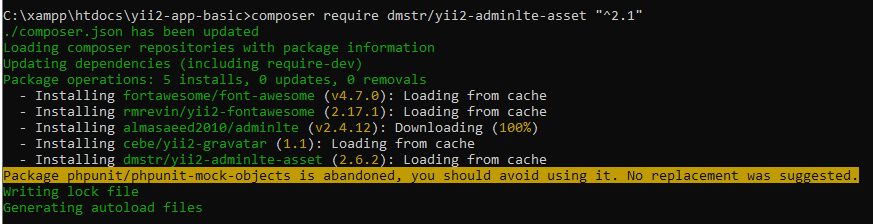 C:\xampp\htdocs\yii2-app-basic>composer require dmstr/yii2-adminlte-asset "^2.1"
./composer.json has been updated
Loading composer repositories with package information
Updating dependencies (including require-dev)
Package operations: 5 installs, 0 updates, 0 removals
  - Installing fortawesome/font-awesome (v4.7.0): Loading from cache
  - Installing rmrevin/yii2-fontawesome (2.17.1): Loading from cache
  - Installing almasaeed2010/adminlte (v2.4.12): Downloading (100%)
  - Installing cebe/yii2-gravatar (1.1): Loading from cache
  - Installing dmstr/yii2-adminlte-asset (2.6.2): Loading from cache
Package phpunit/phpunit-mock-objects is abandoned, you should avoid using it. No replacement was suggested.
Writing lock file
Generating autoload files